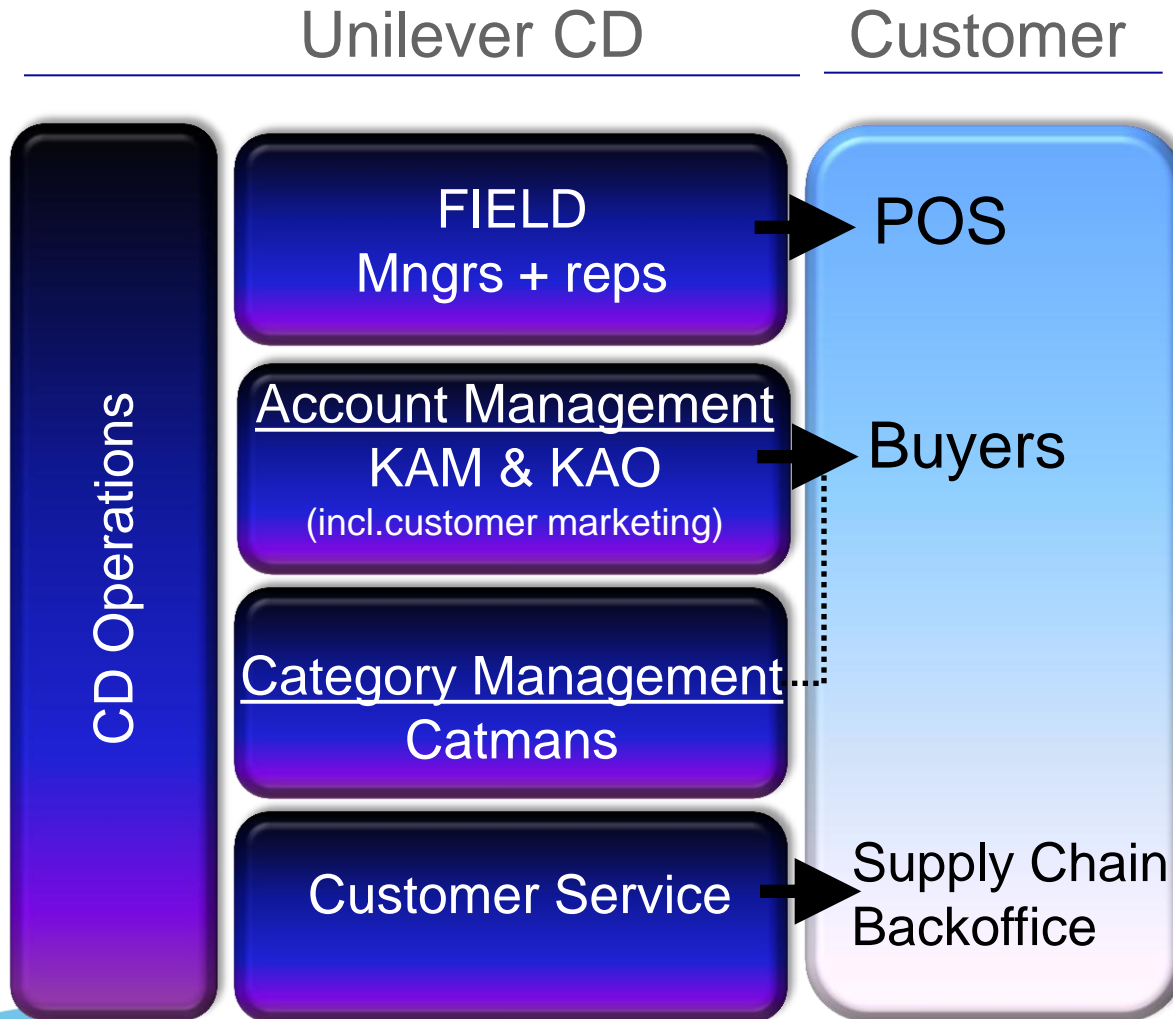 Unilever CD
Customer
CD Operations
FIELD
Mngrs + reps
POS
Account Management
KAM & KAO
(incl.customer marketing)
Buyers
Category Management
Catmans
Customer Service
Supply Chain
Backoffice